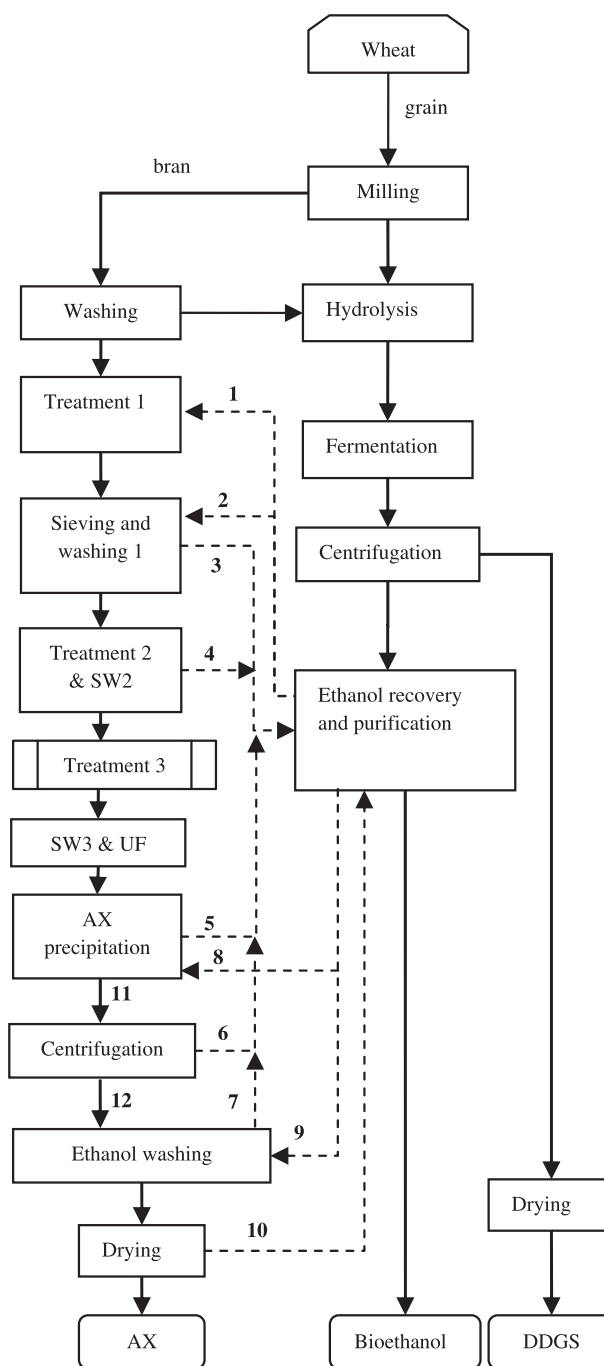 Wheat
grain
bran
Milling
Washing
Hydrolysis
Treatment 1
1
Fermentation
2
Sieving and
washing 1
3
Centrifugation
Treatment 2
& SW2
4
Ethanol recovery
and purification
Treatment 3
SW3 & UF
AX
precipitation
5
8
11
Centrifugation
6
12
7
9
Ethanol washing
Drying
10
Drying
AX
Bioethanol
DDGS